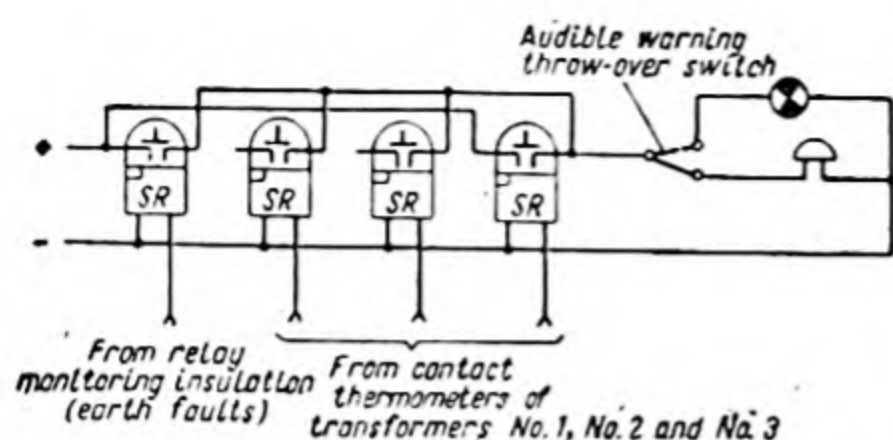 Audible warning
throw-over switch
+
SR SR SR SR
-
From relay
monitoring insulation
(earth faults)
From contact
thermometers of
transformers No. 1, No. 2 and No. 3